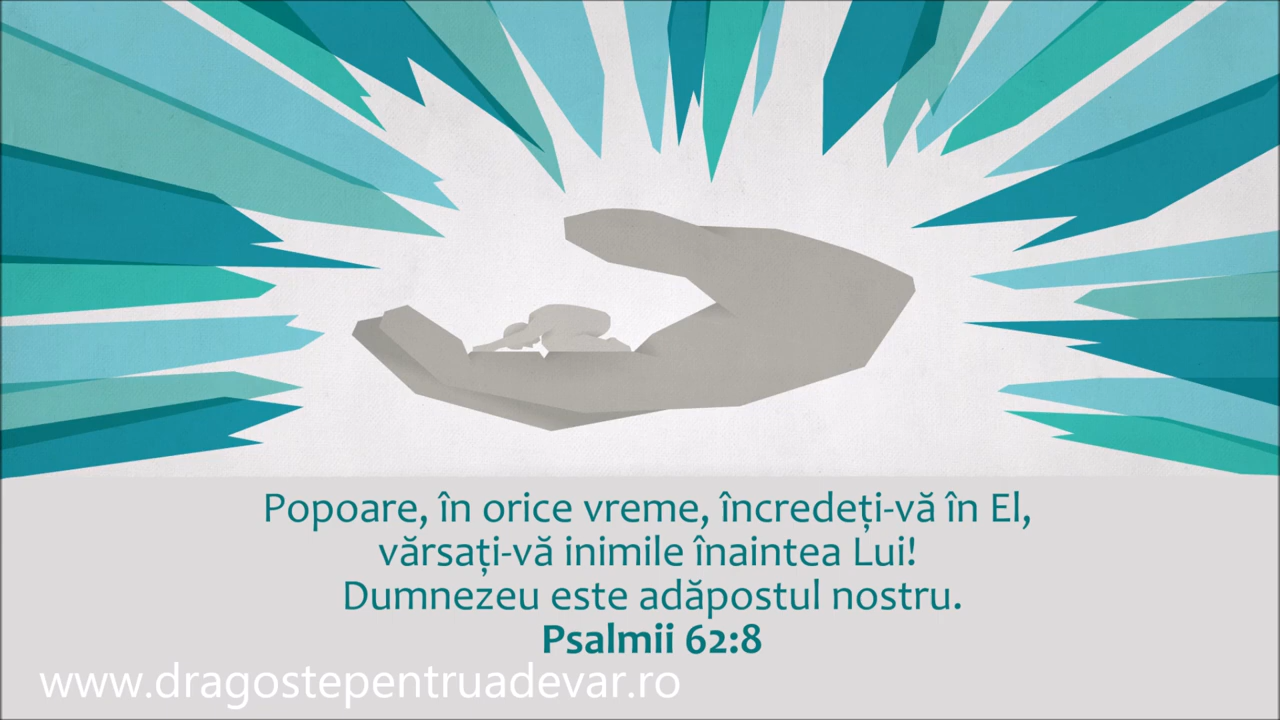 Popoare, în orice vreme, încredeți-vă în El,
vărsați-vă inimile înaintea Lui!
Dumnezeu este adăpostul nostru.
Psalmii 62:8
www.dragostepentruadevar.ro